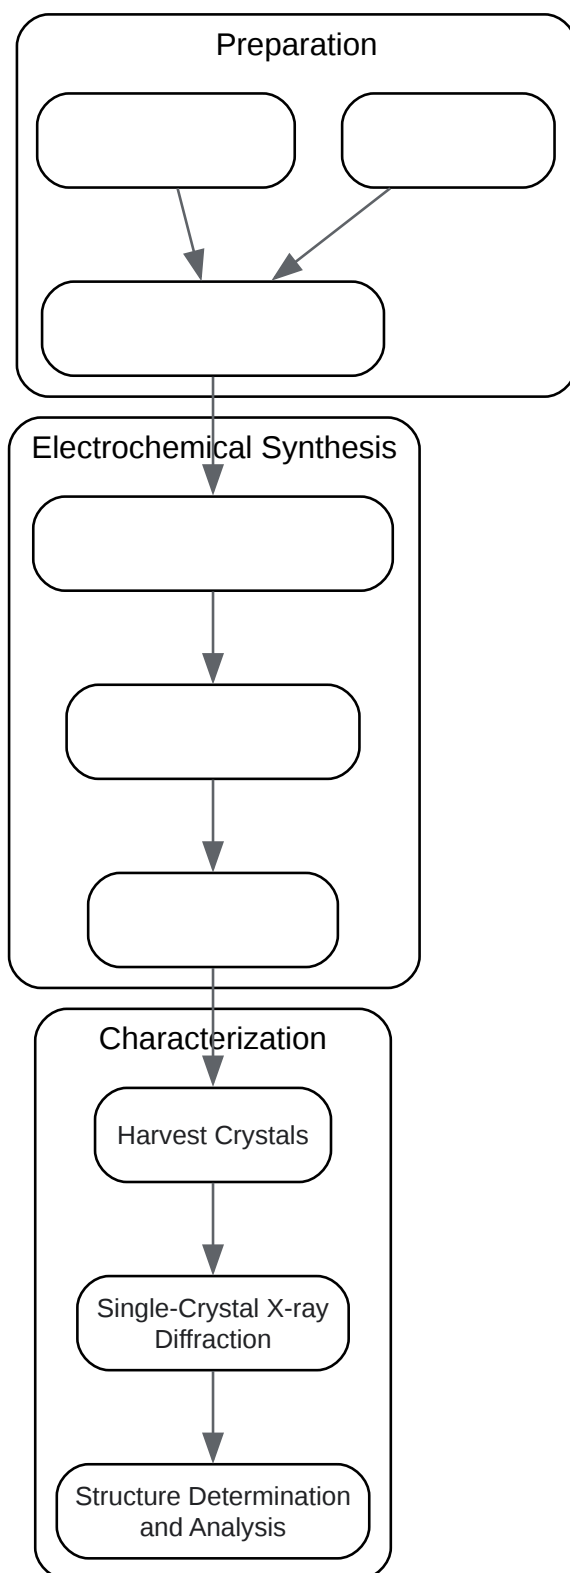 Preparation
Electrochemical Synthesis
Characterization
Harvest Crystals
Single-Crystal X-ray
Diffraction
Structure Determination
and Analysis